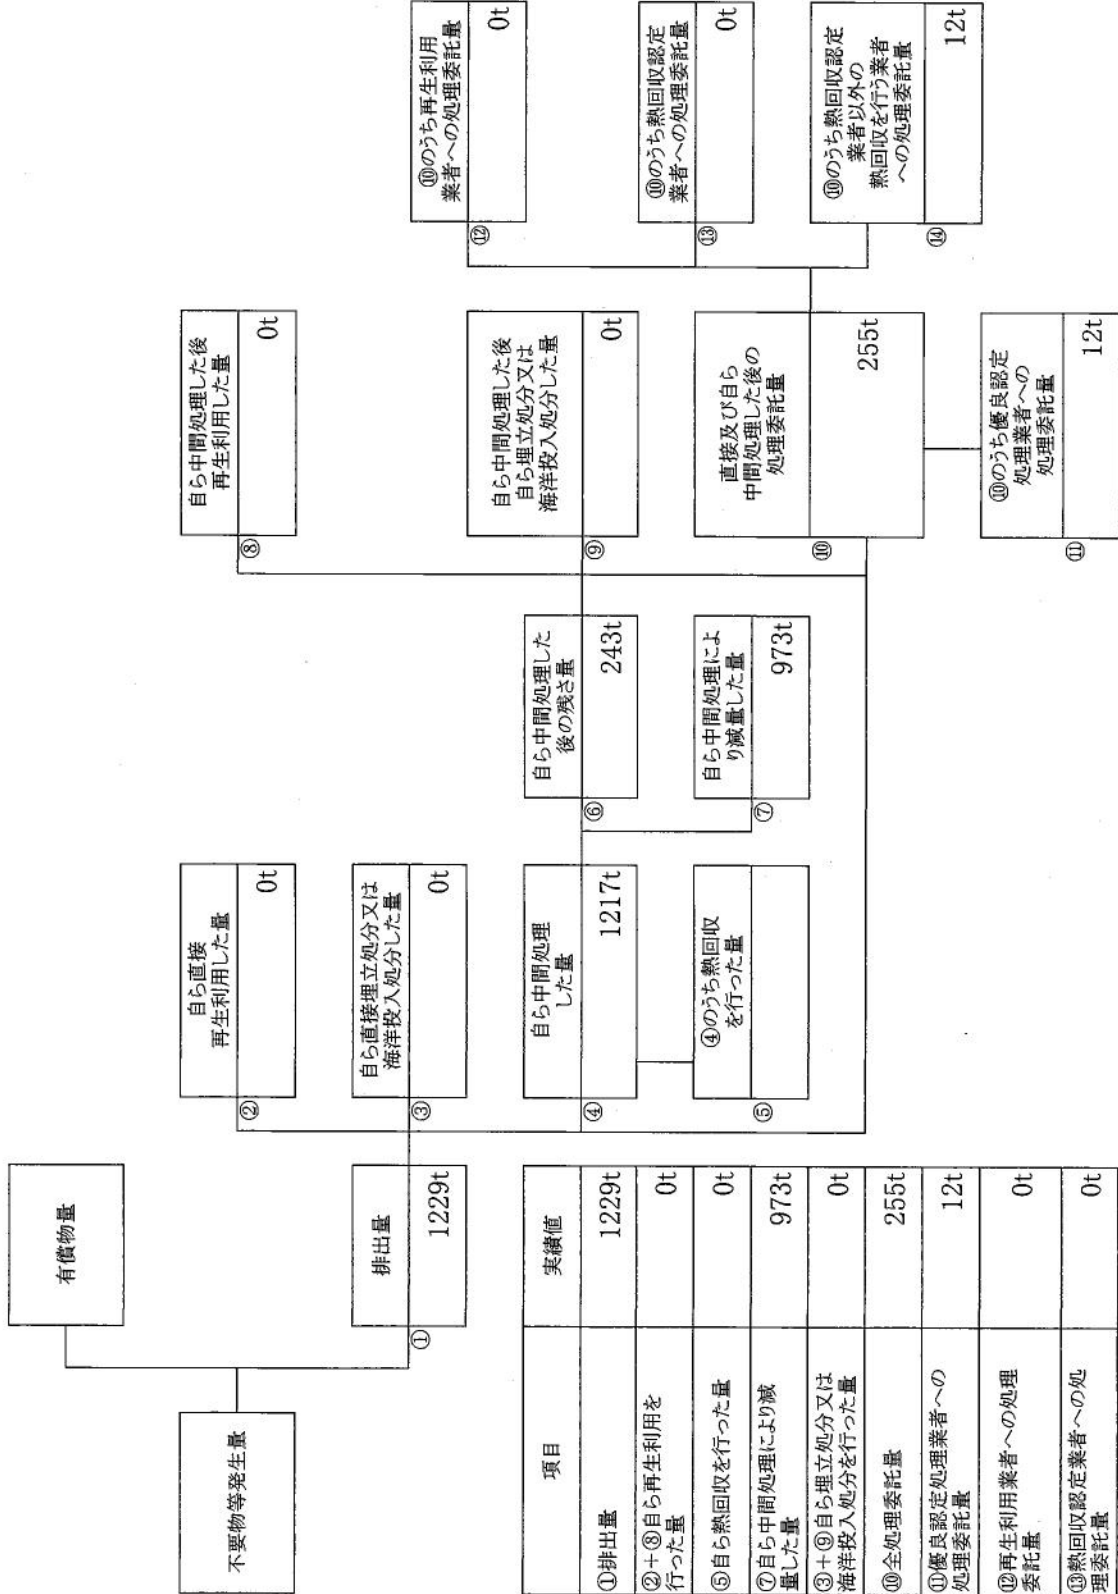 不要物等発生量
有償物量
①
排出量
1229t
②
自ら直接
再生利用した量
0t
③
自ら直接埋立処分又は
海洋投入処分した量
0t
④
自ら中間処理
した量
1217t
⑤
④のうち熱回収
を行った量
⑥
自ら中間処理した
後の残さ量
243t
⑦
自ら中間処理によ
り減量した量
973t
⑧
自ら中間処理した後
再生利用した量
0t
⑨
自ら中間処理した後
自ら埋立処分又は
海洋投入処分した量
0t
⑩
直接及び自ら
中間処理した後の
処理委託量
255t
⑪
⑩のうち優良認定
処理業者への
処理委託量
12t
⑫
⑩のうち再生利用
業者への処理委託量
0t
⑬
⑩のうち熱回収認定
業者への処理委託量
0t
⑭
⑩のうち熱回収認定
業者以外の
熱回収を行う業者
への処理委託量
12t
項目 実績値
①排出量 1229t
②+⑧自ら再生利用を
行った量 0t
⑤自ら熱回収を行った量 0t
⑦自ら中間処理により減
量した量 973t
③+⑨自ら埋立処分又は
海洋投入処分を行った量 0t
⑩全処理委託量 255t
⑪優良認定処理業者への
処理委託量 12t
⑫再生利用業者への処理
委託量 0t
⑬熱回収認定業者への処
理委託量 0t